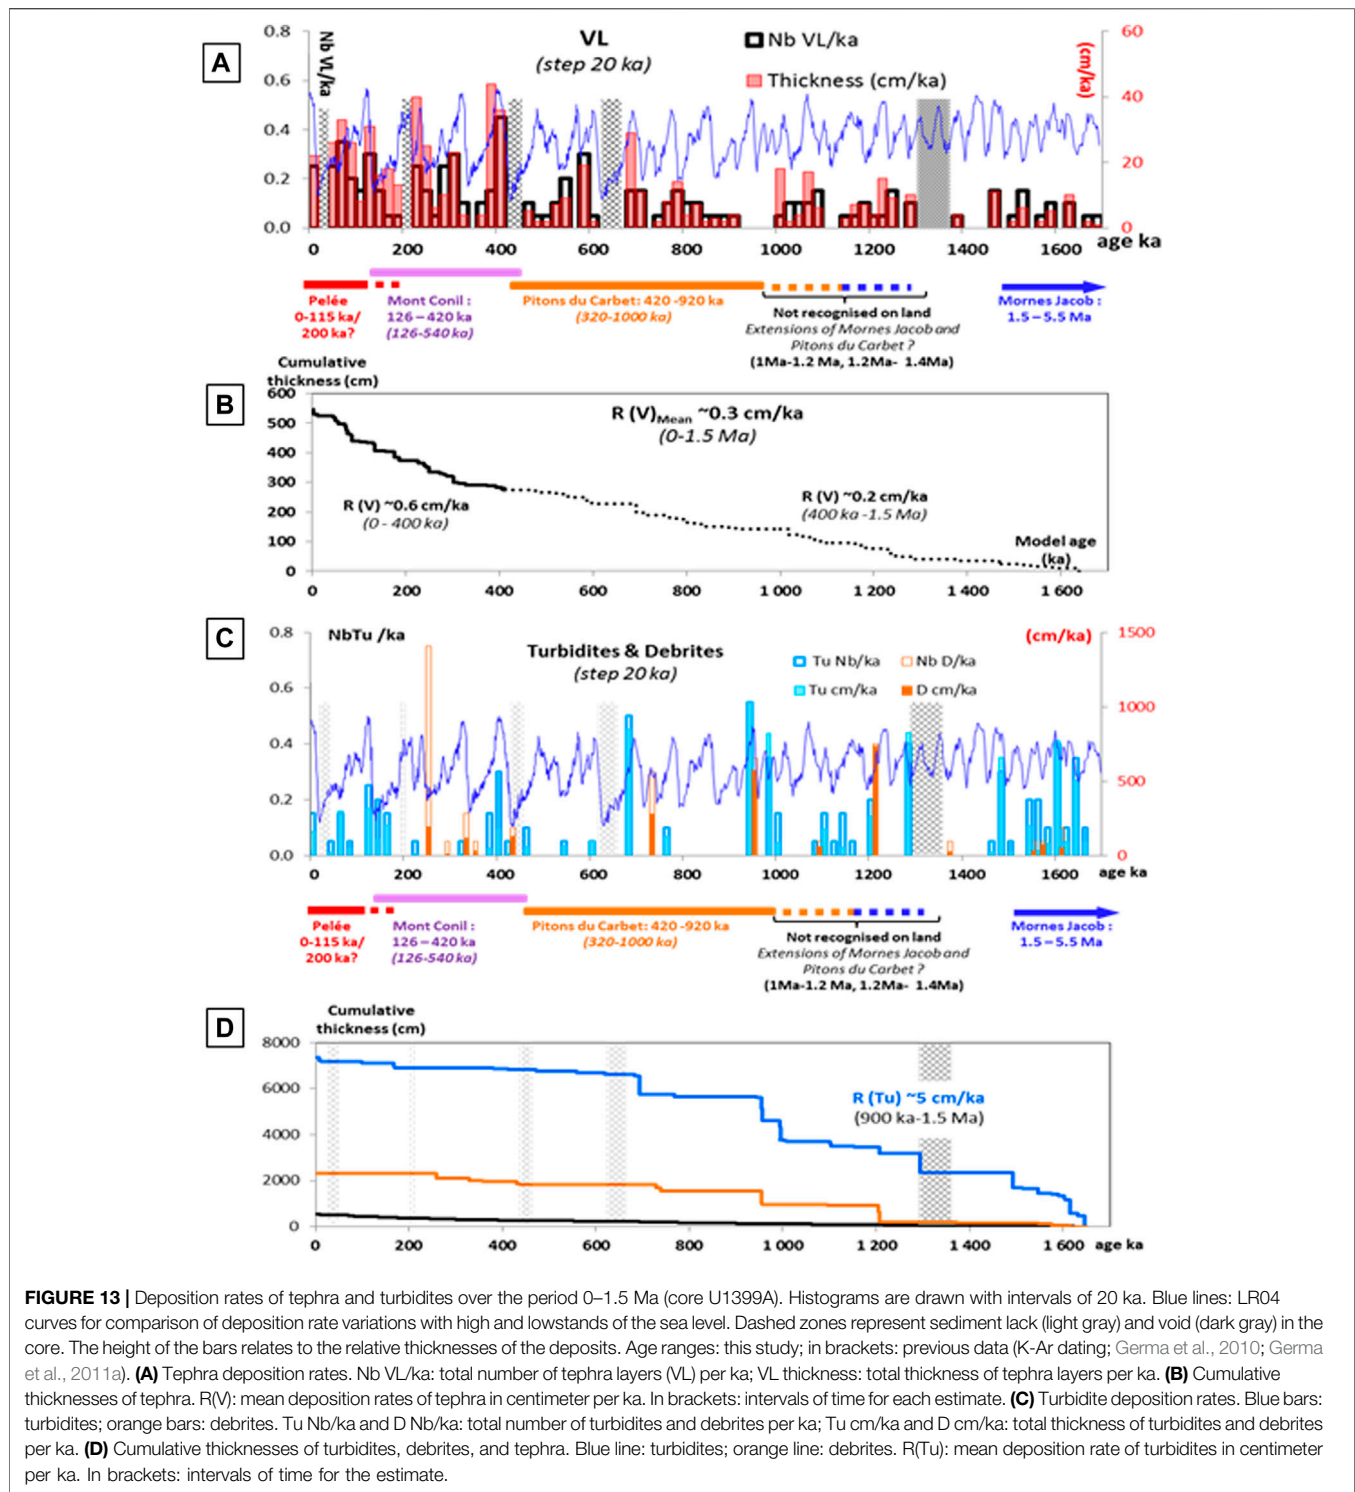 A
0.8
0.6
0.4
0.2
0.0
Nb VL/ka
VL
(step 20 ka)
Nb VL/ka
Thickness (cm/ka)
60
40
20
0
(cm/ka)
0 200 400 600 800 1000 1200 1400 1600 age ka
Pelée
0-115 ka/
200 ka?
Mont Conil :
126 – 420 ka
(126-540 ka)
Pitons du Carbet: 420 -920 ka
(320-1000 ka)
Not recognised on land
Extensions of Mornes Jacob and
Pitons du Carbet ?
(1Ma-1.2 Ma, 1.2Ma- 1.4Ma)
Mornes Jacob :
1.5 – 5.5 Ma
B
Cumulative
thickness (cm)
600
500
400
300
200
100
0
R (V)Mean ~0.3 cm/ka
(0-1.5 Ma)
R (V) ~0.6 cm/ka
(0 - 400 ka)
R (V) ~0.2 cm/ka
(400 ka -1.5 Ma)
Model age
(ka)
0 200 400 600 800 1 000 1 200 1 400 1 600
C
0.8
0.6
0.4
0.2
0.0
NbTu /ka
Turbidites & Debrites
(step 20 ka)
Tu Nb/ka Nb D/ka
Tu cm/ka D cm/ka
(cm/ka)
1500
1000
500
0
0 200 400 600 800 1000 1200 1400 1600 age ka
Pelée
0-115 ka/
200 ka?
Mont Conil :
126 – 420 ka
(126-540 ka)
Pitons du Carbet: 420 -920 ka
(320-1000 ka)
Not recognised on land
Extensions of Mornes Jacob and
Pitons du Carbet ?
(1Ma-1.2 Ma, 1.2Ma- 1.4Ma)
Mornes Jacob :
1.5 – 5.5 Ma
D
Cumulative
thickness (cm)
8000
6000
4000
2000
0
R (Tu) ~5 cm/ka
(900 ka-1.5 Ma)
0 200 400 600 800 1 000 1 200 1 400 1 600 age ka
FIGURE 13 | Deposition rates of tephra and turbidites over the period 0–1.5 Ma (core U1399A). Histograms are drawn with intervals of 20 ka. Blue lines: LR04
curves for comparison of deposition rate variations with high and lowstands of the sea level. Dashed zones represent sediment lack (light gray) and void (dark gray) in the
core. The height of the bars relates to the relative thicknesses of the deposits. Age ranges: this study; in brackets: previous data (K-Ar dating; Germa et al., 2010; Germa
et al., 2011a). (A) Tephra deposition rates. Nb VL/ka: total number of tephra layers (VL) per ka; VL thickness: total thickness of tephra layers per ka. (B) Cumulative
thicknesses of tephra. R(V): mean deposition rates of tephra in centimeter per ka. In brackets: intervals of time for each estimate. (C) Turbidite deposition rates. Blue bars:
turbidites; orange bars: debrites. Tu Nb/ka and D Nb/ka: total number of turbidites and debrites per ka; Tu cm/ka and D cm/ka: total thickness of turbidites and debrites
per ka. (D) Cumulative thicknesses of turbidites, debrites, and tephra. Blue line: turbidites; orange line: debrites. R(Tu): mean deposition rate of turbidites in centimeter
per ka. In brackets: intervals of time for the estimate.